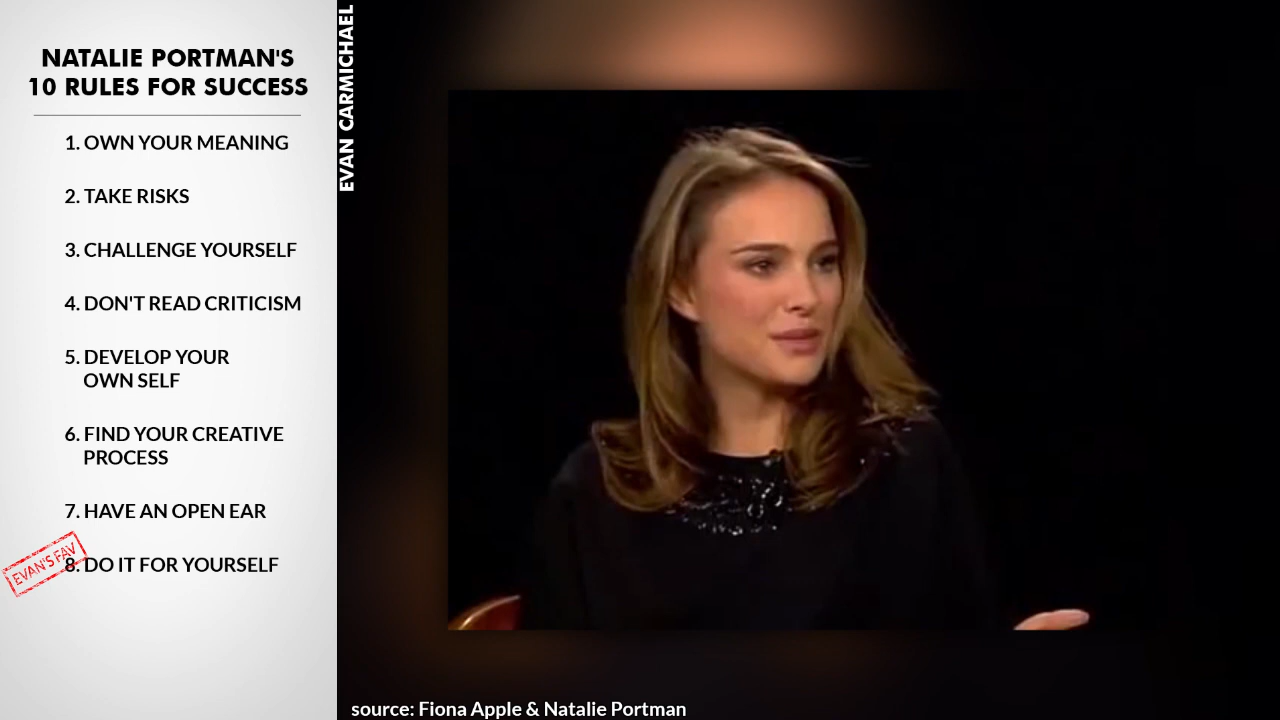 NATALIE PORTMAN'S
10 RULES FOR SUCCESS
1. OWN YOUR MEANING
2. TAKE RISKS
3. CHALLENGE YOURSELF
4. DON'T READ CRITICISM
5. DEVELOP YOUR
OWN SELF
6. FIND YOUR CREATIVE
PROCESS
7. HAVE AN OPEN EAR
EVAN'S FAV
8. DO IT FOR YOURSELF
EVAN CARMICHAEL
source: Fiona Apple & Natalie Portman